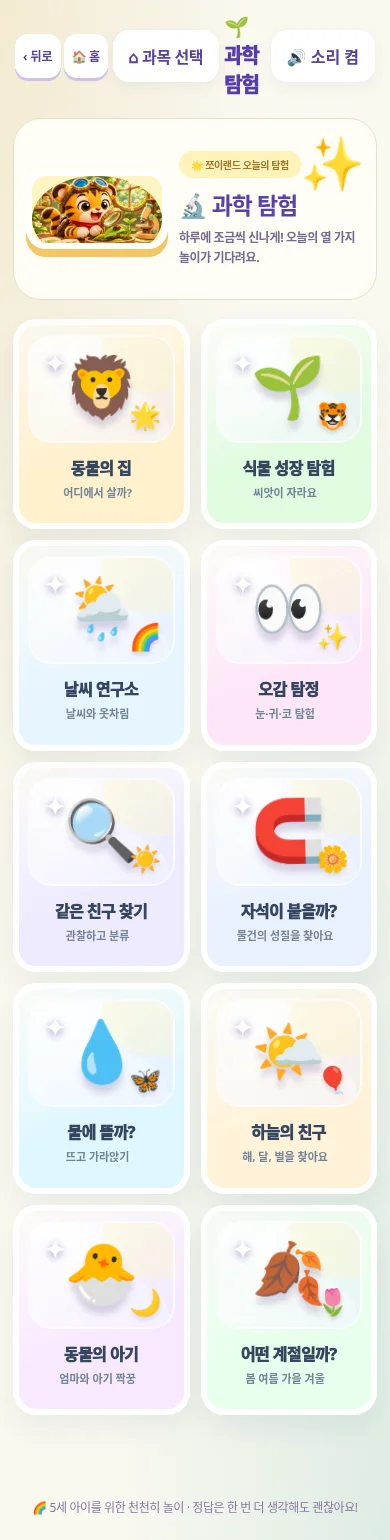 ‹ 뒤로
🏠 홈
⌂ 과목 선택
🌱
과학
탐험
🔊 소리 켬
🌟 쪼이랜드 오늘의 탐험
🔬 과학 탐험
하루에 조금씩 신나게! 오늘의 열 가지
놀이가 기다려요.
동물의 집
어디에서 살까?
식물 성장 탐험
씨앗이 자라요
날씨 연구소
날씨와 옷차림
오감 탐정
눈·귀·코 탐험
같은 친구 찾기
관찰하고 분류
자석이 붙을까?
물건의 성질을 찾아요
물에 뜰까?
뜨고 가라앉기
하늘의 친구
해, 달, 별을 찾아요
동물의 아기
엄마와 아기 짝꿍
어떤 계절일까?
봄 여름 가을 겨울
🌈 5세 아이를 위한 천천히 놀이 · 정답은 한 번 더 생각해도 괜찮아요!